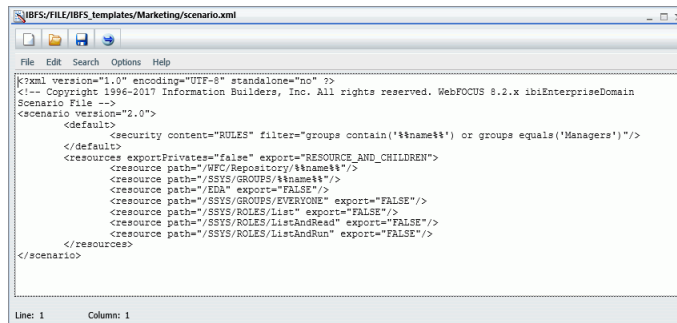 IBFS:/FILE/IBFS_templates/Marketing/scenario.xml
File Edit Search Options Help
<?xml version="1.0" encoding="UTF-8" standalone="no" ?>
<!-- Copyright 1996-2017 Information Builders, Inc. All rights reserved. WebFOCUS 8.2.x ibiEnterpriseDomain
Scenario File -->
<scenario version="2.0">
<default>
<security content="RULES" filter="groups contain('%%name%%') or groups equals('Managers')"/>
</default>
<resources exportPrivates="false" export="RESOURCE_AND_CHILDREN">
<resource path="/WFC/Repository/%%name%%"/>
<resource path="/SSYS/GROUPS/%%name%%"/>
<resource path="/EDA" export="FALSE"/>
<resource path="/SSYS/GROUPS/EVERYONE" export="FALSE"/>
<resource path="/SSYS/ROLES/List" export="FALSE"/>
<resource path="/SSYS/ROLES/ListAndRead" export="FALSE"/>
<resource path="/SSYS/ROLES/ListAndRun" export="FALSE"/>
</resources>
</scenario>
Line: 1 Column: 1